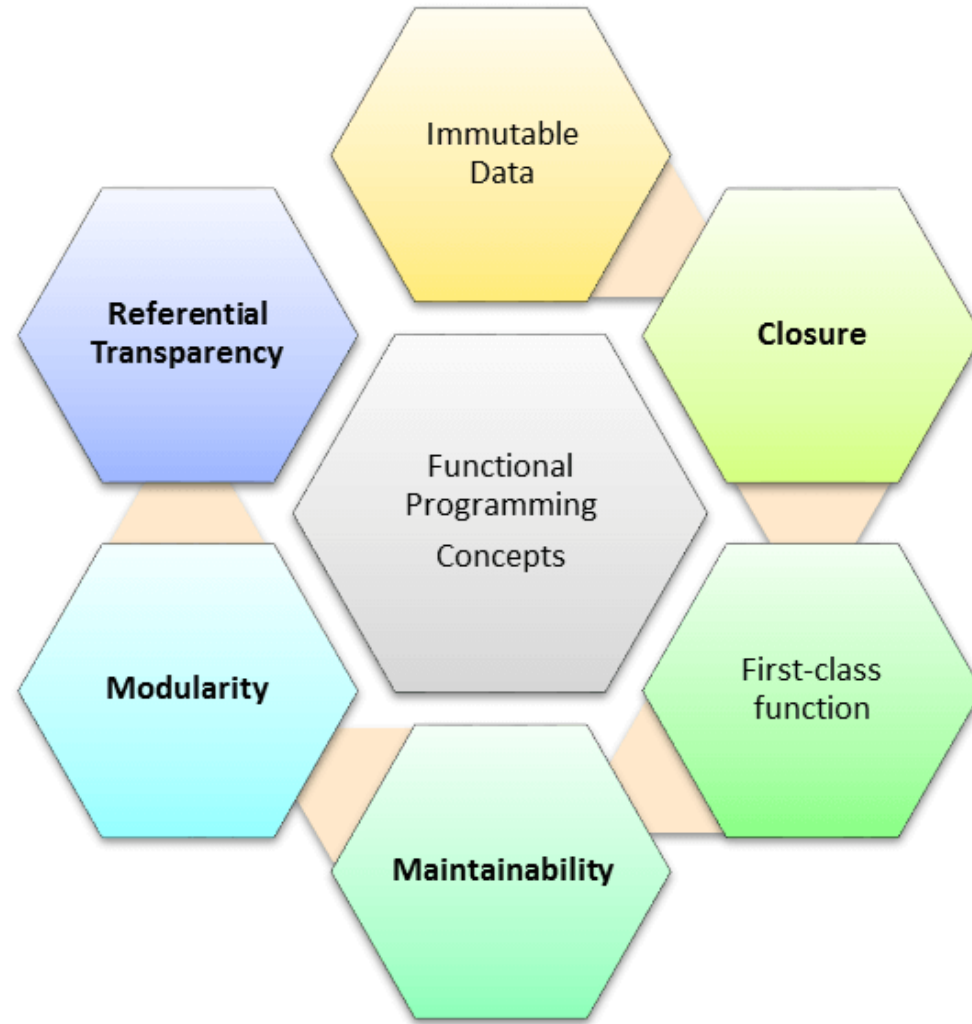 Immutable
Data
Closure
First-class
function
Maintainability
Modularity
Referential
Transparency
Functional
Programming
Concepts